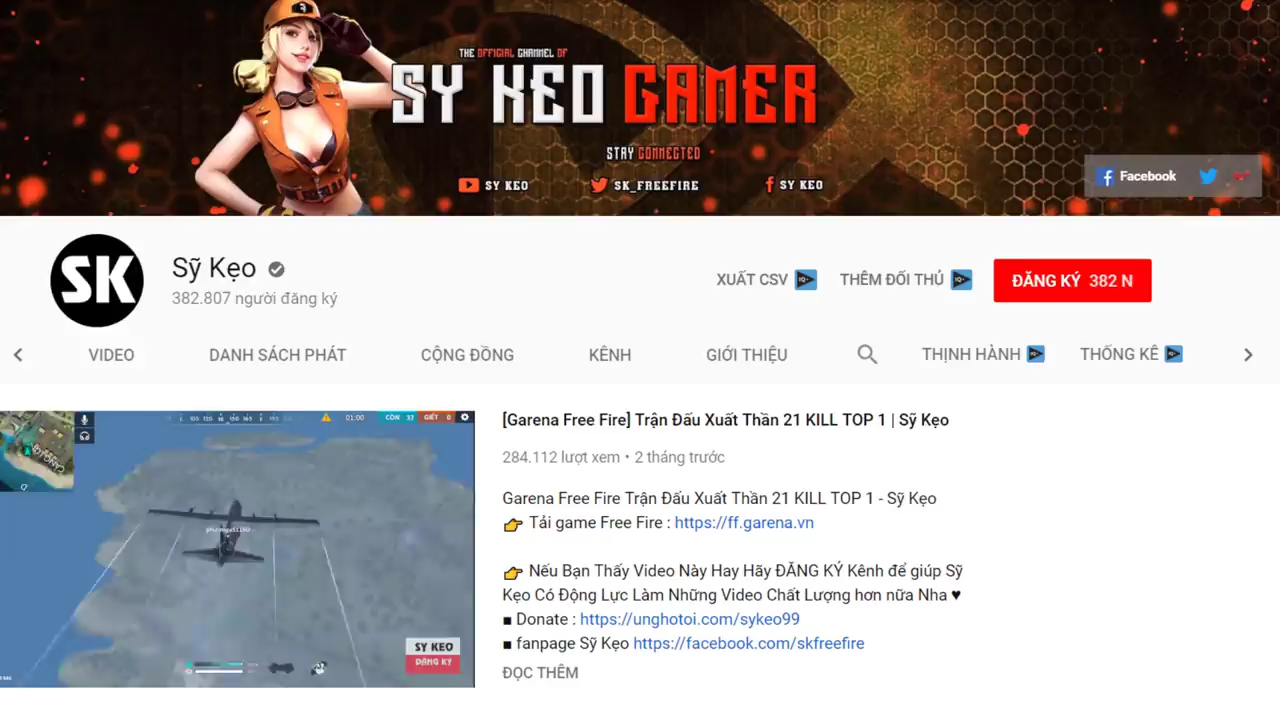 THE OFFICIAL CHANNEL OF
SY KEO GAMER
STAY CONNECTED
SY KEO
SK_FREEFIRE
SY KEO
Facebook
SK
Sỹ Kẹo
382.807 người đăng ký
XUẤT CSV
THÊM ĐỐI THỦ
ĐĂNG KÝ 382 N
VIDEO
DANH SÁCH PHÁT
CỘNG ĐỒNG
KÊNH
GIỚI THIỆU
THỊNH HÀNH
THỐNG KÊ
01:00
CÒN 37
GIẾT 0
SY KEO
ĐĂNG KÝ
[Garena Free Fire] Trận Đấu Xuất Thần 21 KILL TOP 1 | Sỹ Kẹo
284.112 lượt xem • 2 tháng trước
Garena Free Fire Trận Đấu Xuất Thần 21 KILL TOP 1 - Sỹ Kẹo
👉 Tải game Free Fire : https://ff.garena.vn
👉 Nếu Bạn Thấy Video Này Hay Hãy ĐĂNG KÝ Kênh để giúp Sỹ
Kẹo Có Động Lực Làm Những Video Chất Lượng hơn nữa Nha ♥
■ Donate : https://unghotoi.com/sykeo99
■ fanpage Sỹ Kẹo https://facebook.com/skfreefire
ĐỌC THÊM